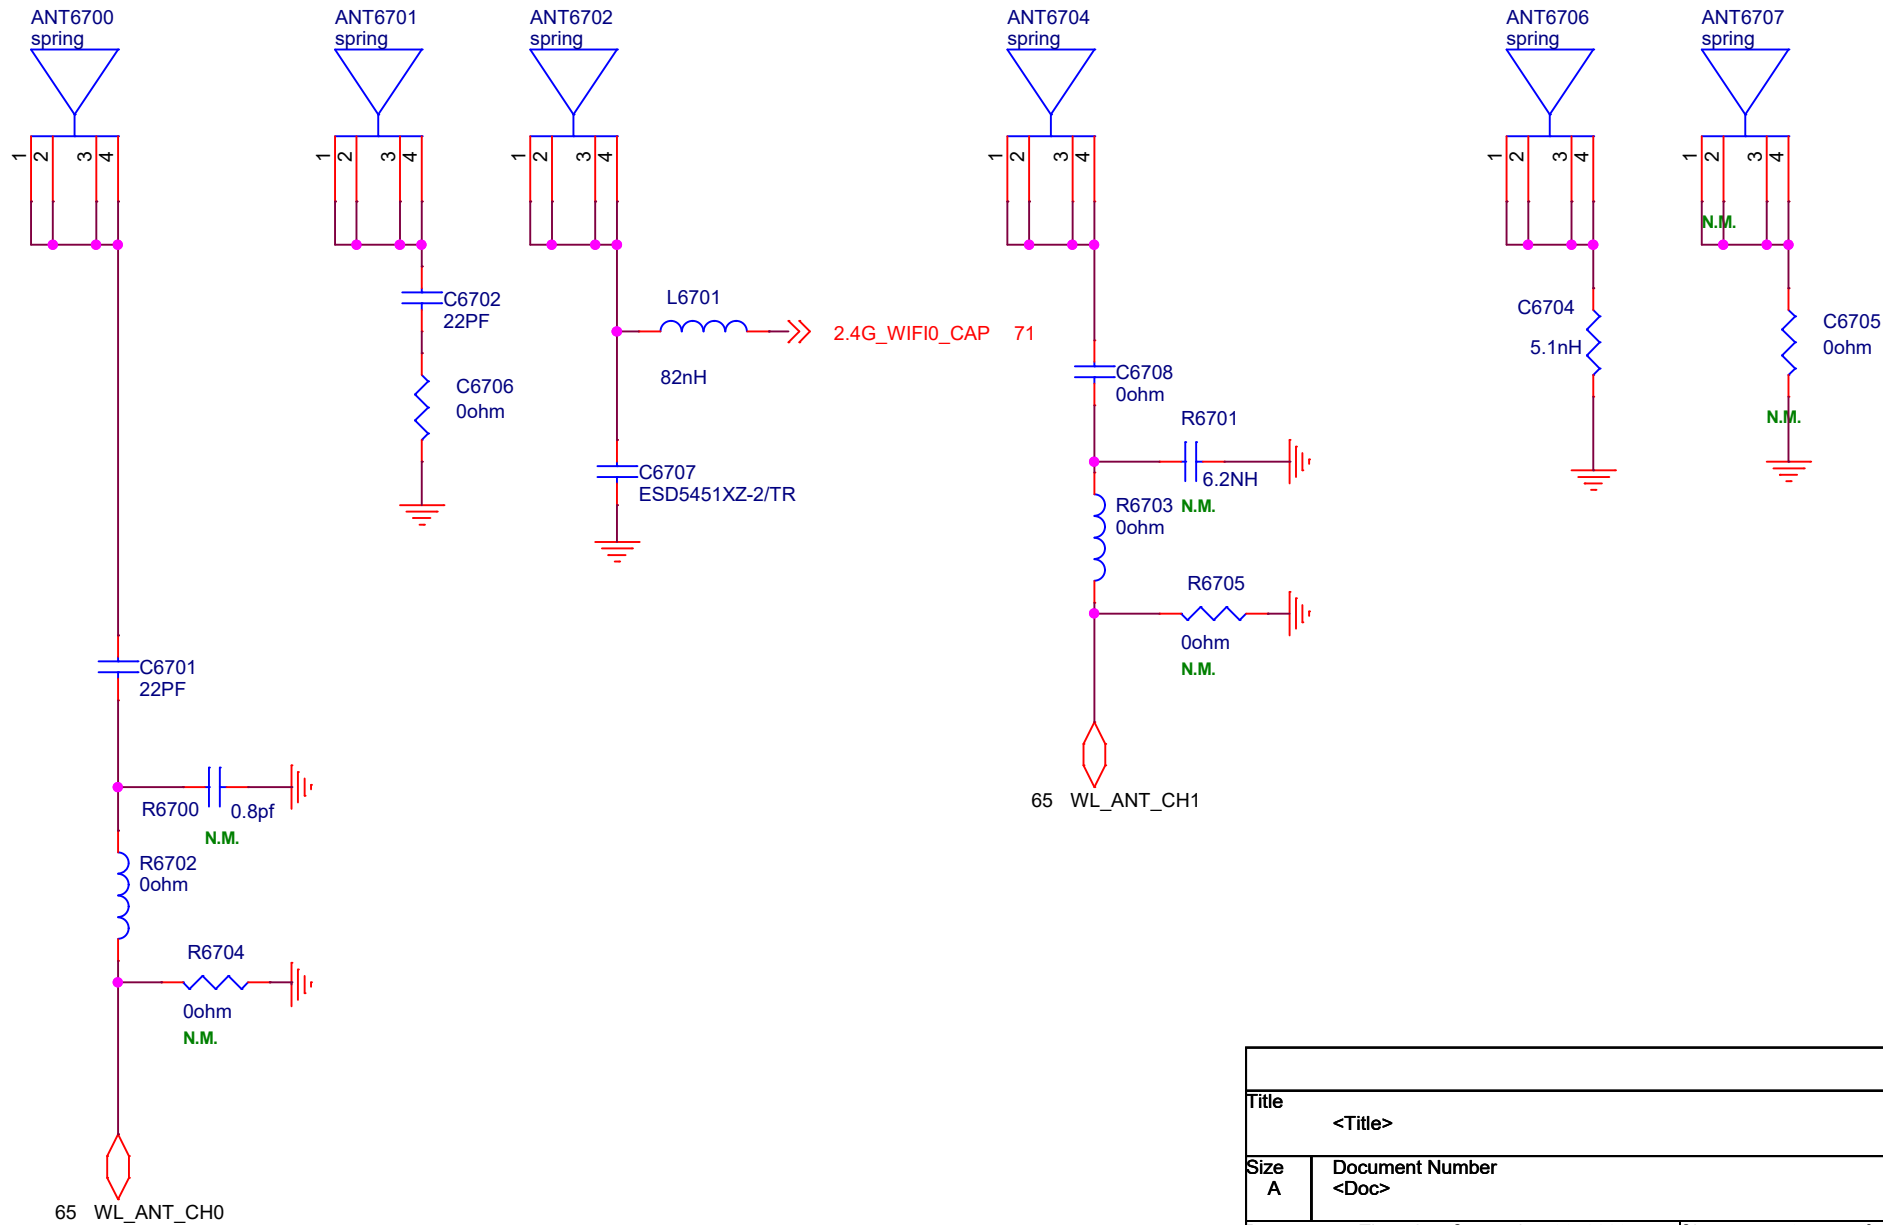 ANT6700
spring
ANT6701
spring
ANT6702
spring
ANT6704
spring
ANT6706
spring
ANT6707
spring
1 2 3 4
1 2 3 4
1 2 3 4
1 2 3 4
1 2 3 4
1 2 3 4
N.M.
C6702
22PF
C6706
0ohm
L6701
82nH
2.4G_WIFI0_CAP 71
C6707
ESD5451XZ-2/TR
C6708
0ohm
R6701
6.2NH
N.M.
R6703
0ohm
R6705
0ohm
N.M.
65 WL_ANT_CH1
C6704
5.1nH
C6705
0ohm
N.M.
C6701
22PF
R6700 0.8pf
N.M.
R6702
0ohm
R6704
0ohm
N.M.
65 WL_ANT_CH0
Title
<Title>
Size
A
Document Number
<Doc>